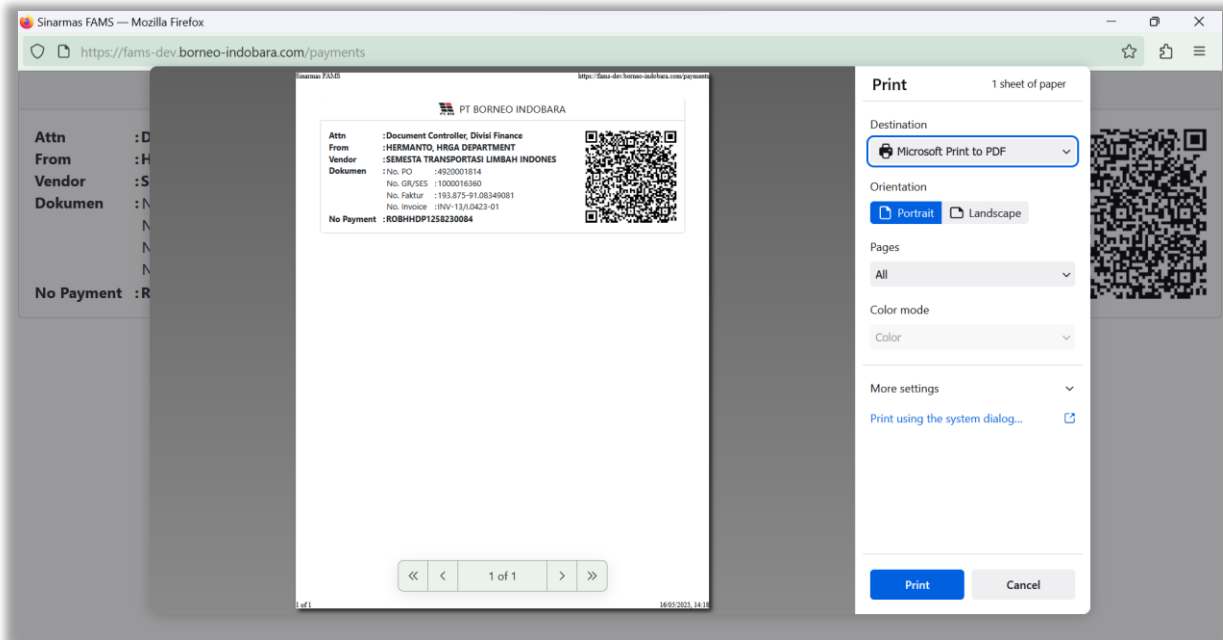 Sinarmas FAMS — Mozilla Firefox
https://fams-dev.borneo-indobara.com/payments
Attn :D
From :H
Vendor :S
Dokumen :N
N
N
N
No Payment :R
Sinarmas FAMS https://fams-dev.borneo-indobara.com/payments
PT BORNEO INDOBARA
Attn :Document Controller, Divisi Finance
From :HERMANTO, HRGA DEPARTMENT
Vendor :SEMESTA TRANSPORTASI LIMBAH INDONES
Dokumen :No. PO :4920001814
No. GR/SES :1000016360
No. Faktur :193.875-91.08349081
No. Invoice :INV-13/I.0423-01
No Payment :ROBHHDP1258230084
1 of 1
1 of 1 16/05/2023, 14:18
Print 1 sheet of paper
Destination
Microsoft Print to PDF
Orientation
Portrait Landscape
Pages
All
Color mode
Color
More settings
Print using the system dialog...
Print Cancel